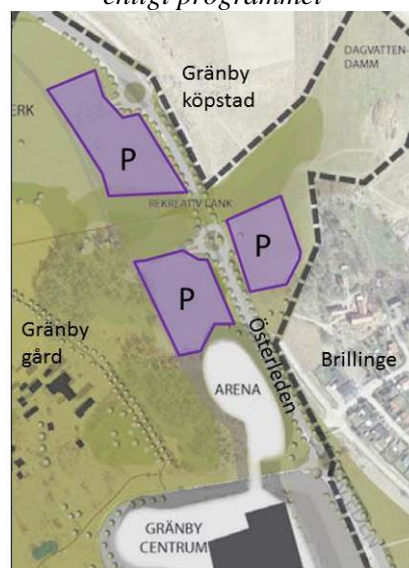 enligt programmet
DAGVATTEN-
DAMM
Gränby
köpstad
ERK
P
REKREATIV LÄNK
P
P
Österleden
Gränby
gård
Brillinge
ARENA
GRÄNBY
CENTRUM